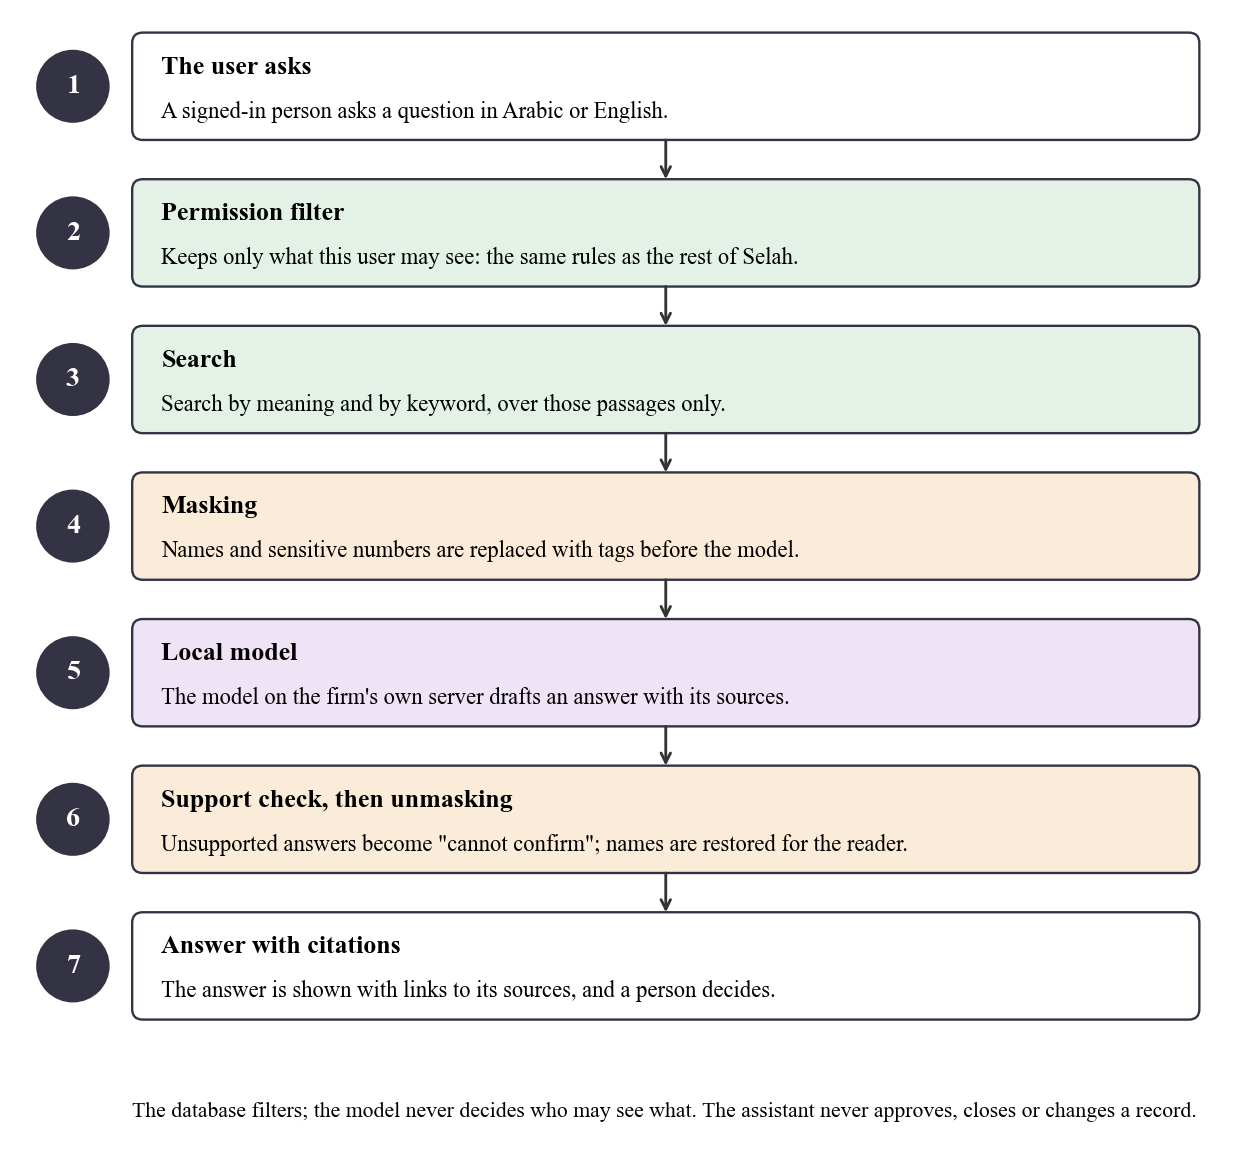 1
The user asks
A signed-in person asks a question in Arabic or English.
2
Permission filter
Keeps only what this user may see: the same rules as the rest of Selah.
3
Search
Search by meaning and by keyword, over those passages only.
4
Masking
Names and sensitive numbers are replaced with tags before the model.
5
Local model
The model on the firm's own server drafts an answer with its sources.
6
Support check, then unmasking
Unsupported answers become "cannot confirm"; names are restored for the reader.
7
Answer with citations
The answer is shown with links to its sources, and a person decides.
The database filters; the model never decides who may see what. The assistant never approves, closes or changes a record.